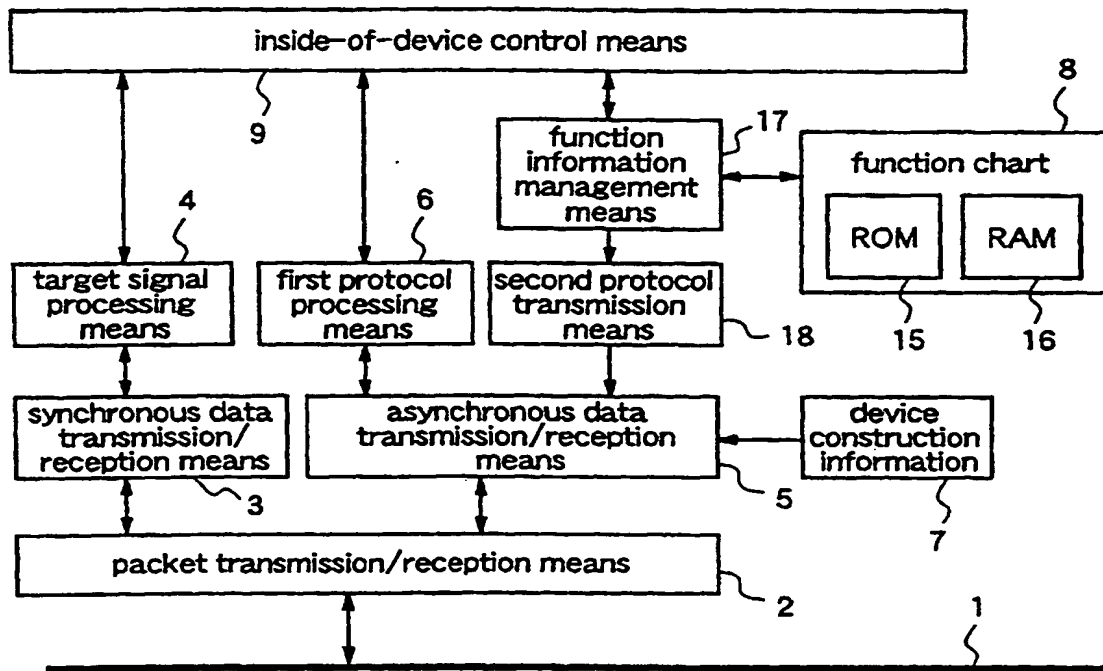 inside-of-device control means
9
17
8
function
information
management
means
function chart
ROM
RAM
15
16
4
6
target signal
processing
means
first protocol
processing
means
second protocol
transmission
means
18
synchronous data
transmission/
reception means
3
asynchronous data
transmission/reception
means
5
device
construction
information
7
packet transmission/reception means
2
1